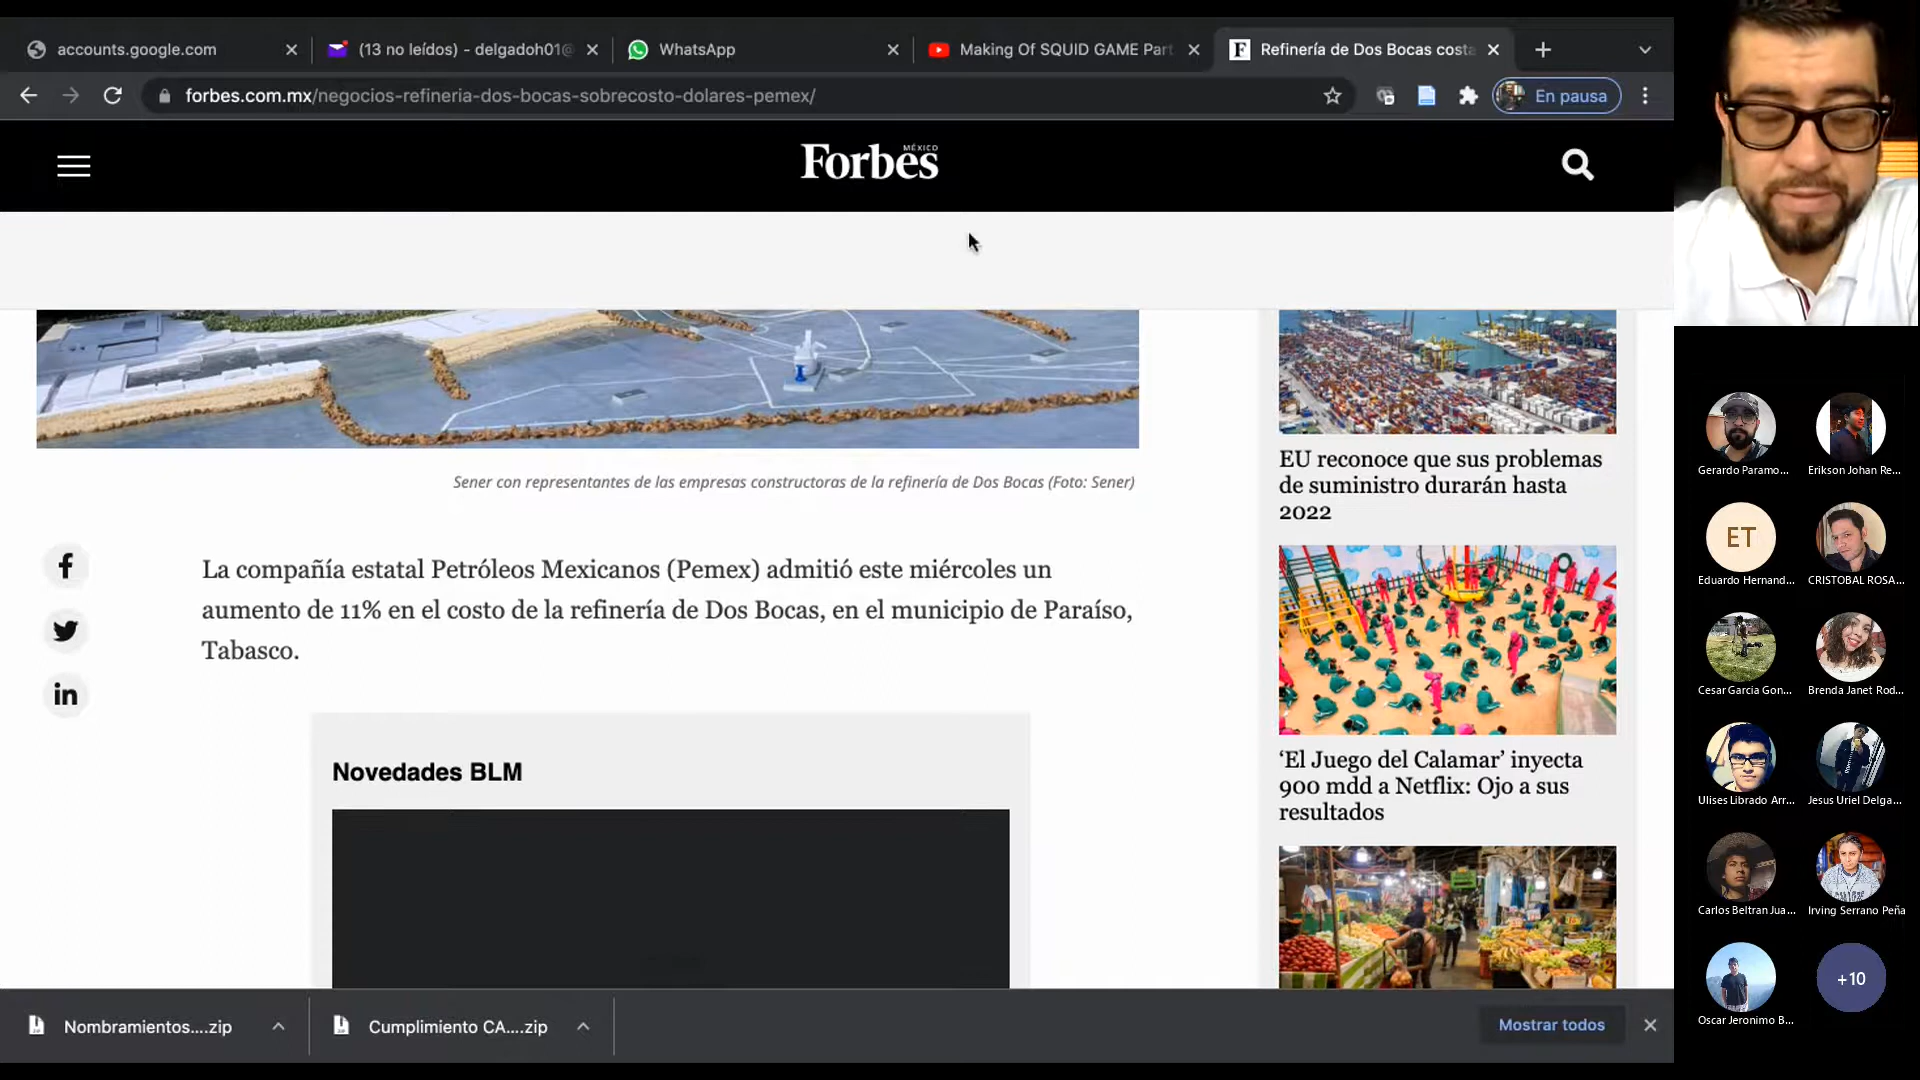 accounts.google.com
(13 no leídos) - delgadoh01@
WhatsApp
Making Of SQUID GAME Part
Refinería de Dos Bocas costa
forbes.com.mx/negocios-refineria-dos-bocas-sobrecosto-dolares-pemex/
En pausa
Forbes
MÉXICO
Sener con representantes de las empresas constructoras de la refinería de Dos Bocas (Foto: Sener)
La compañía estatal Petróleos Mexicanos (Pemex) admitió este miércoles un
aumento de 11% en el costo de la refinería de Dos Bocas, en el municipio de Paraíso,
Tabasco.
Novedades BLM
EU reconoce que sus problemas
de suministro durarán hasta
2022
‘El Juego del Calamar’ inyecta
900 mdd a Netflix: Ojo a sus
resultados
Nombramientos....zip
Cumplimiento CA....zip
Mostrar todos
Gerardo Paramo...
Erikson Johan Re...
ET
Eduardo Hernand...
CRISTOBAL ROSA...
Cesar Garcia Gon...
Brenda Janet Rod...
Ulises Librado Arr...
Jesus Uriel Delga...
Carlos Beltran Jua...
Irving Serrano Peña
Oscar Jeronimo B...
+10